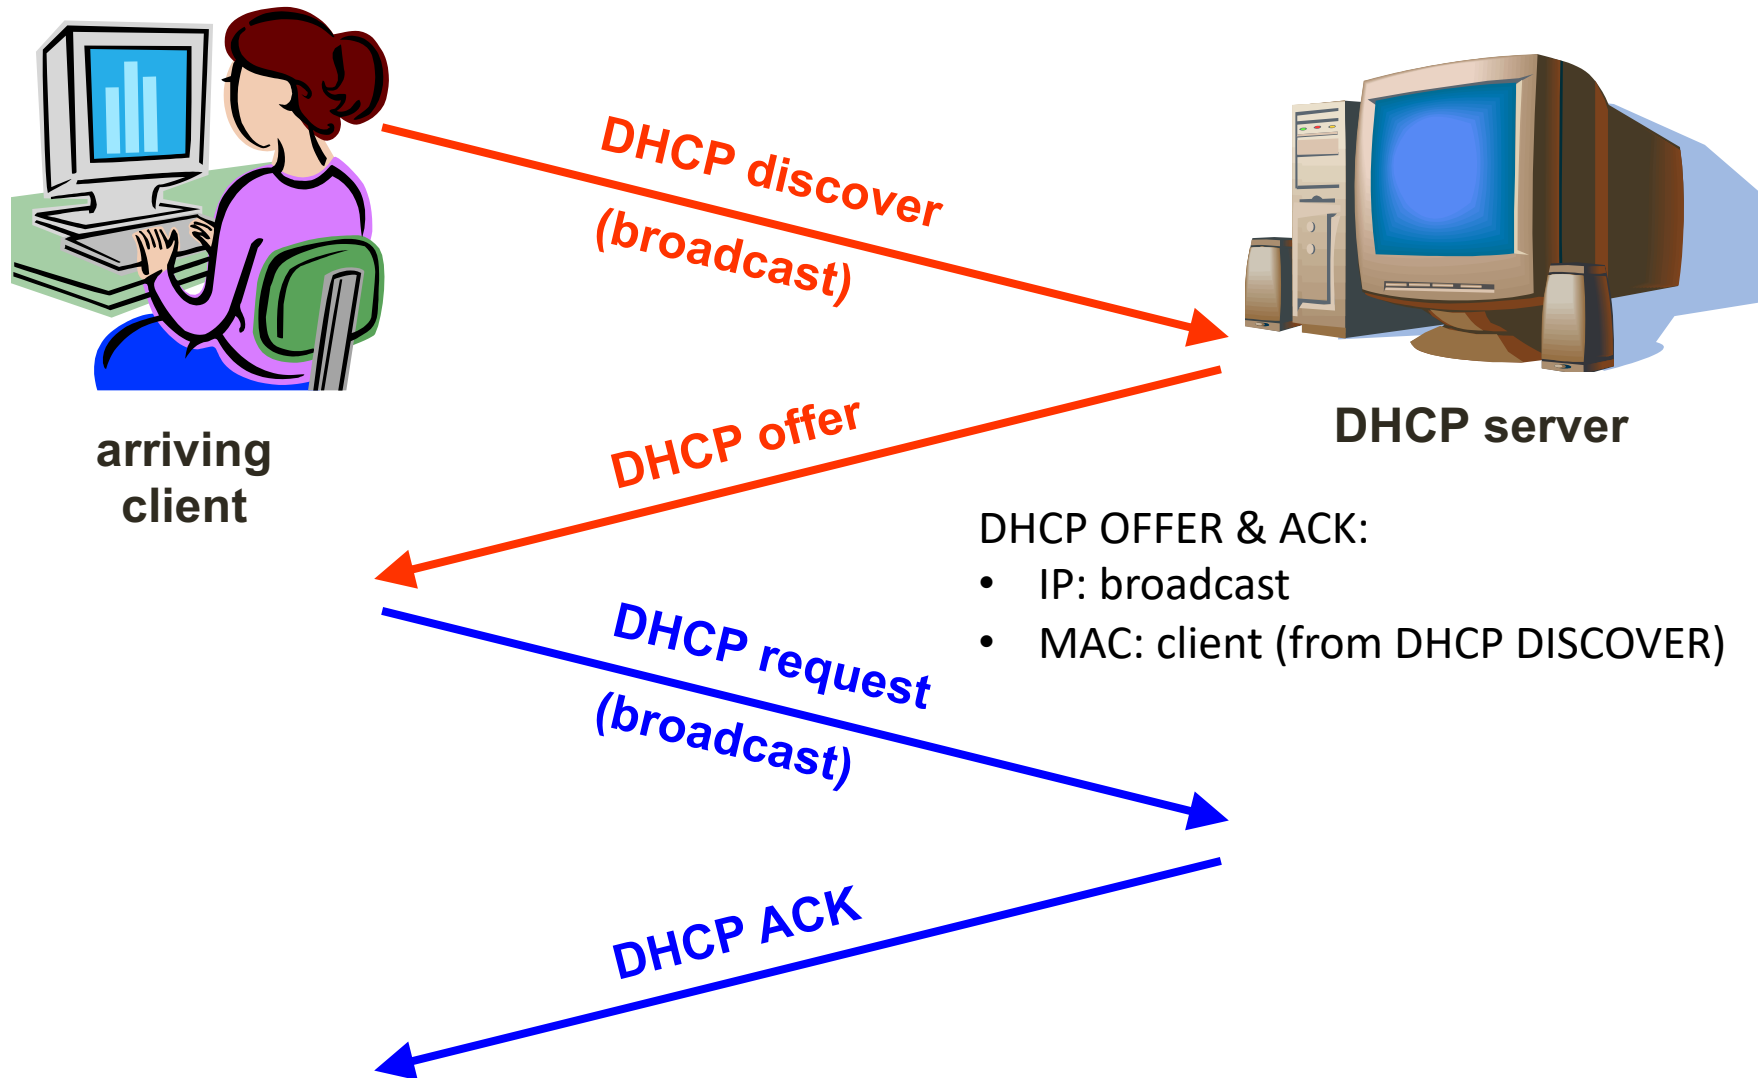 DHCP discover
(broadcast)
arriving
client
DHCP server
DHCP offer
DHCP OFFER & ACK:
• IP: broadcast
• MAC: client (from DHCP DISCOVER)
DHCP request
(broadcast)
DHCP ACK